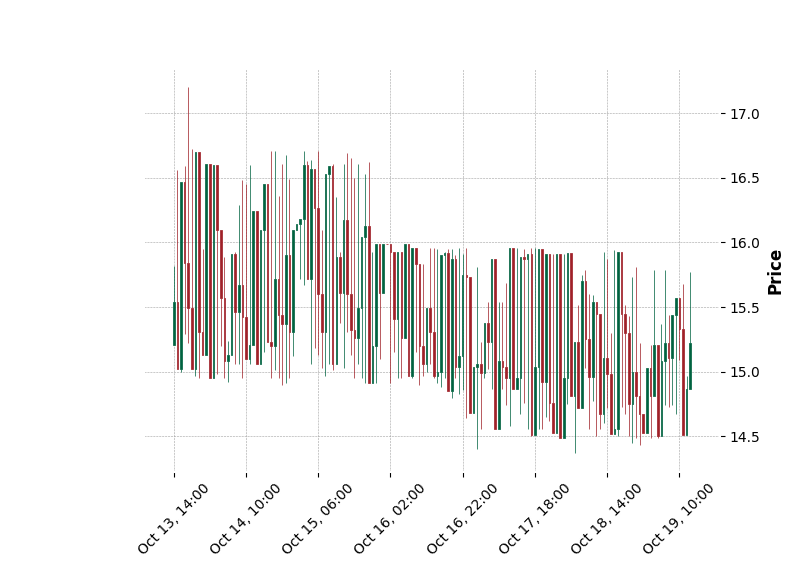 17.0
16.5
16.0
15.5
15.0
14.5
Price
Oct 13, 14:00
Oct 14, 10:00
Oct 15, 06:00
Oct 16, 02:00
Oct 16, 22:00
Oct 17, 18:00
Oct 18, 14:00
Oct 19, 10:00